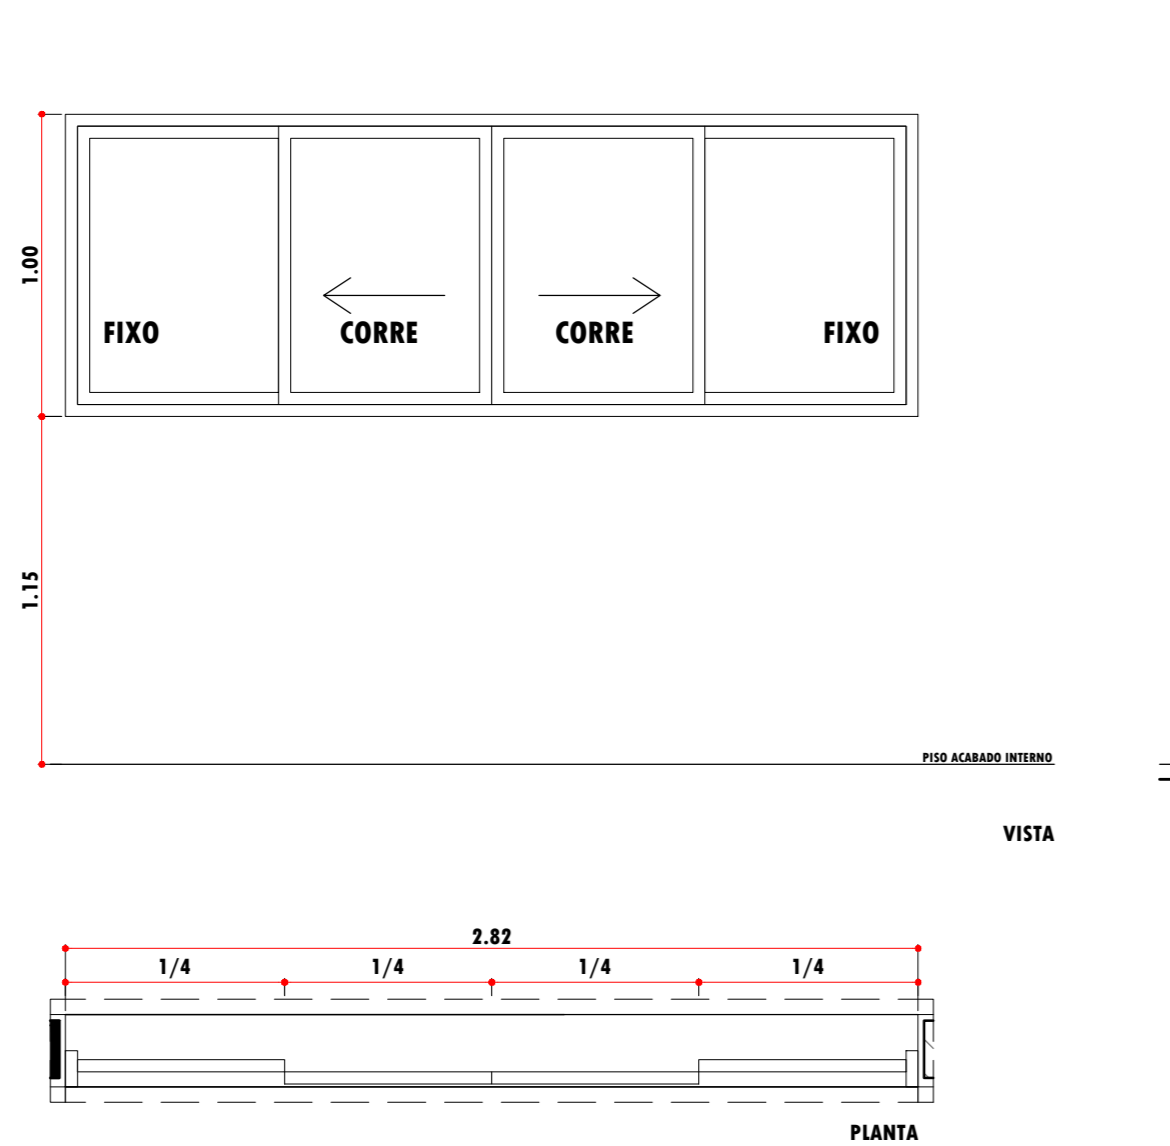 1.00
FIXO CORRE CORRE FIXO
1.15
PISO ACABADO INTERNO
VISTA
2.82
1/4 1/4 1/4 1/4
PLANTA